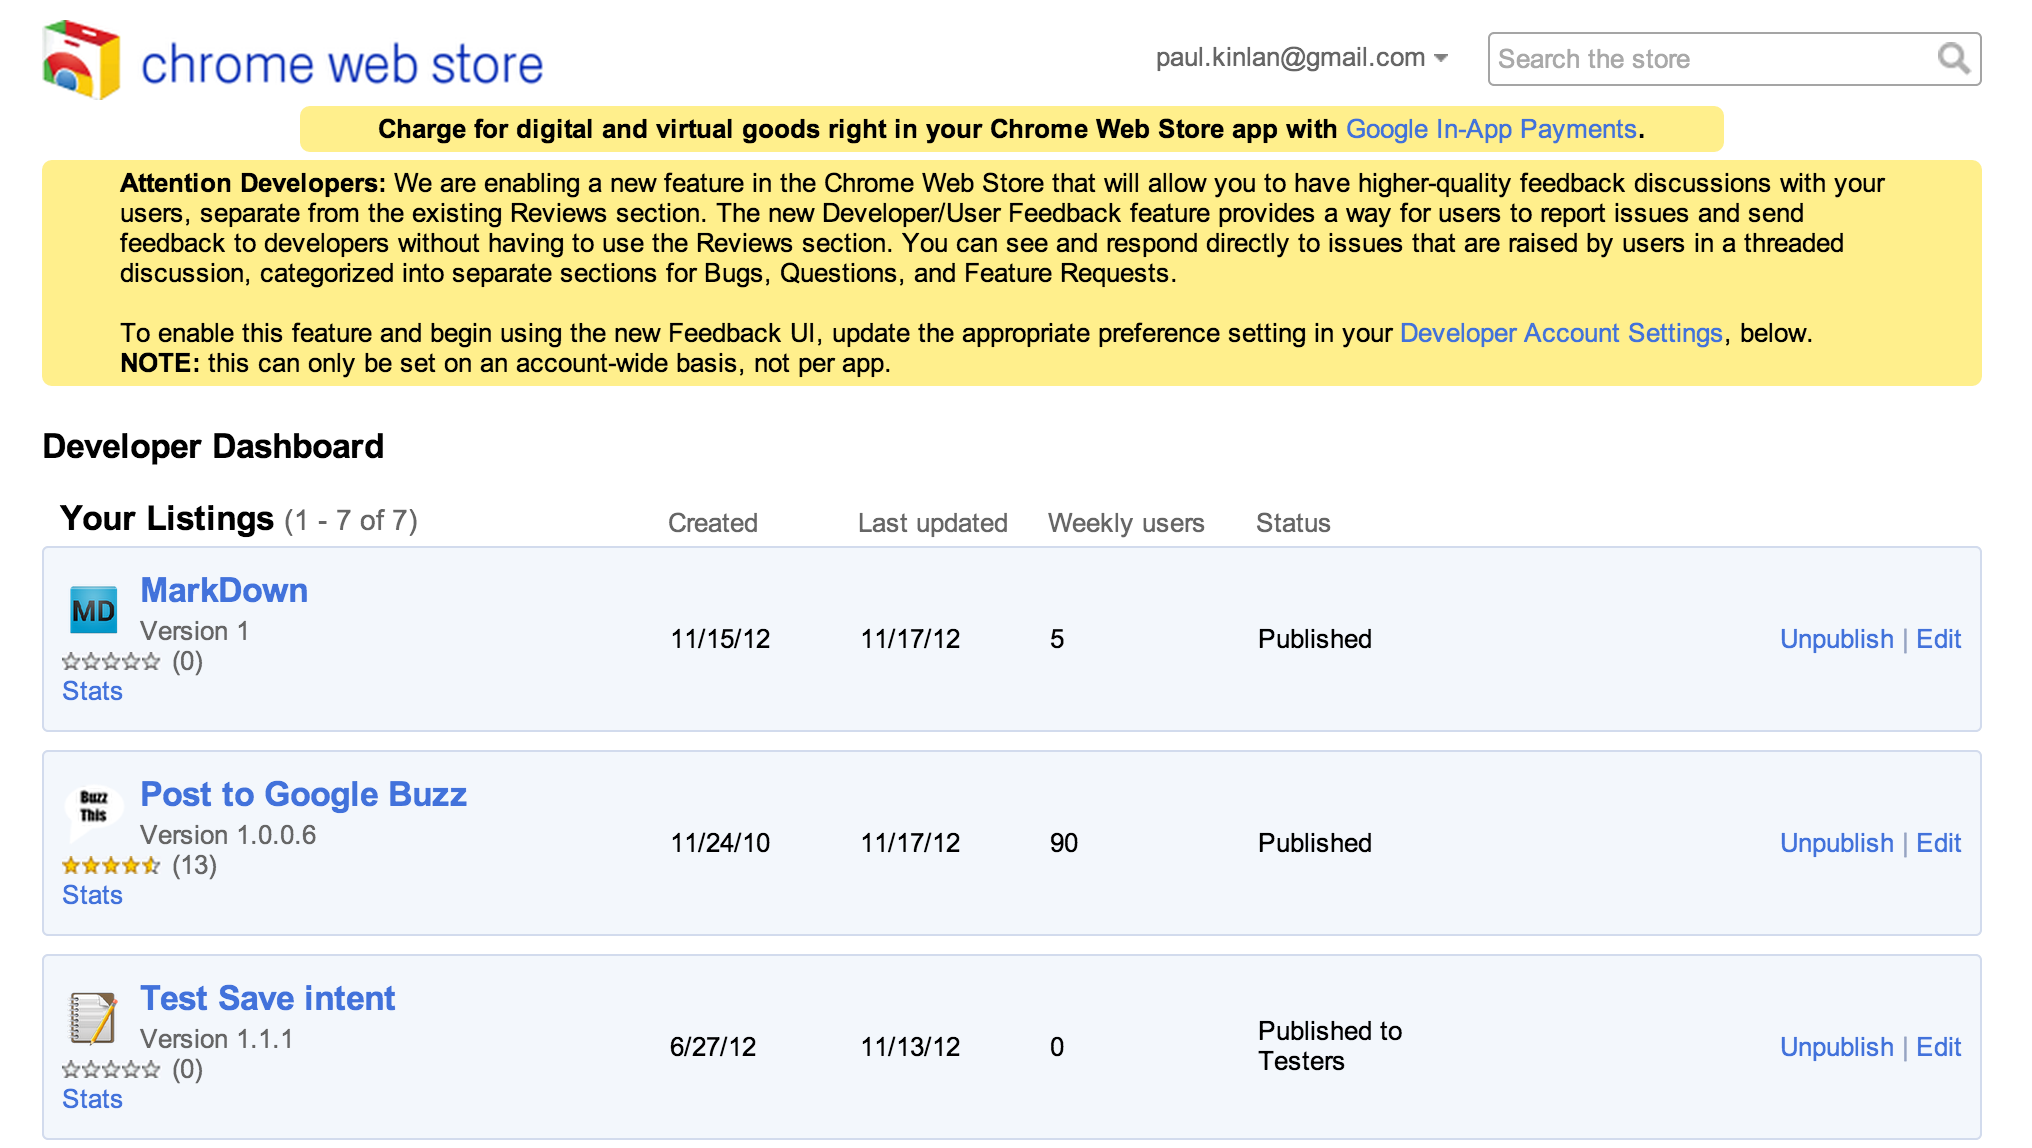 chrome web store
paul.kinlan@gmail.com
Search the store
Charge for digital and virtual goods right in your Chrome Web Store app with Google In-App Payments.
Attention Developers: We are enabling a new feature in the Chrome Web Store that will allow you to have higher-quality feedback discussions with your
users, separate from the existing Reviews section. The new Developer/User Feedback feature provides a way for users to report issues and send
feedback to developers without having to use the Reviews section. You can see and respond directly to issues that are raised by users in a threaded
discussion, categorized into separate sections for Bugs, Questions, and Feature Requests.
To enable this feature and begin using the new Feedback UI, update the appropriate preference setting in your Developer Account Settings, below.
NOTE: this can only be set on an account-wide basis, not per app.
Developer Dashboard
Your Listings (1 - 7 of 7) Created Last updated Weekly users Status
MD
MarkDown
Version 1
(0)
Stats
11/15/12 11/17/12 5 Published Unpublish | Edit
Buzz
This
Post to Google Buzz
Version 1.0.0.6
(13)
Stats
11/24/10 11/17/12 90 Published Unpublish | Edit
Test Save intent
Version 1.1.1
(0)
Stats
6/27/12 11/13/12 0 Published to
Testers
Unpublish | Edit